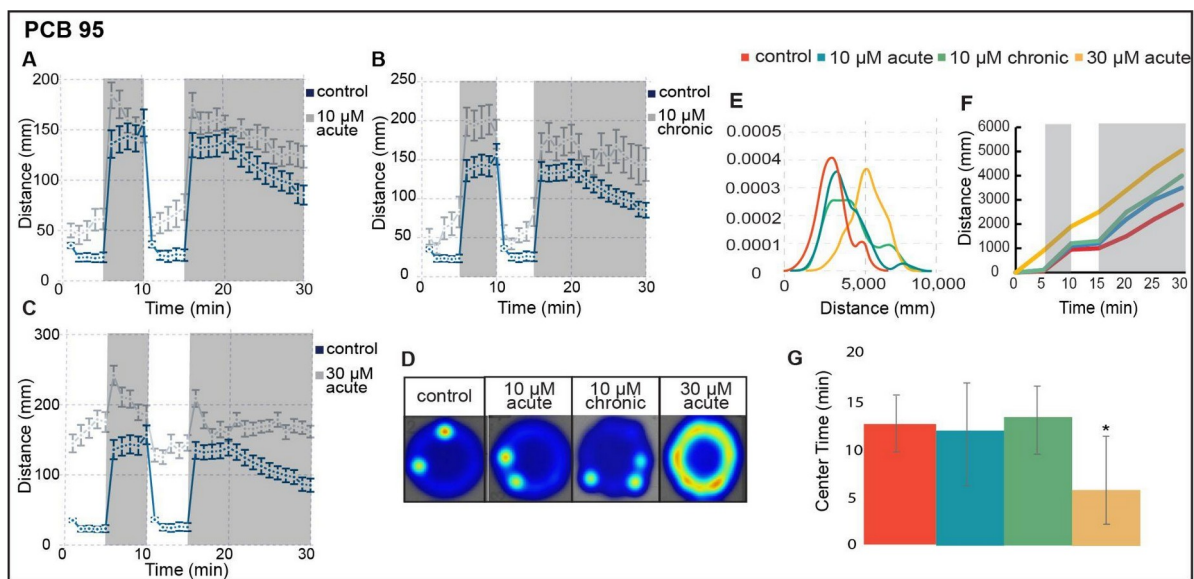 PCB 95
A
200
150
100
50
0
Distance (mm)
0 10 20 30
Time (min)
control
10 µM
acute
B
250
200
150
100
50
0
Distance (mm)
0 10 20 30
Time (min)
control
10 µM
chronic
control 10 µM acute 10 µM chronic 30 µM acute
E
0.0005
0.0004
0.0003
0.0002
0.0001
0
0 5,000 10,000
Distance (mm)
F
6000
5000
4000
3000
2000
1000
0
Distance (mm)
0 5 10 15 20 25 30
Time (min)
C
300
200
100
0
Distance (mm)
0 10 20 30
Time (min)
control
30 µM
acute
D
control
10 µM
acute
10 µM
chronic
30 µM
acute
G
20
15
10
5
0
Center Time (min)
*